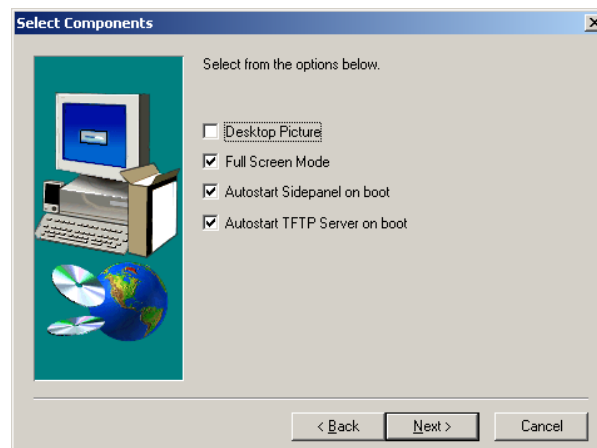 Select Components
Select from the options below.
Desktop Picture
Full Screen Mode
Autostart Sidepanel on boot
Autostart TFTP Server on boot
< Back
Next >
Cancel